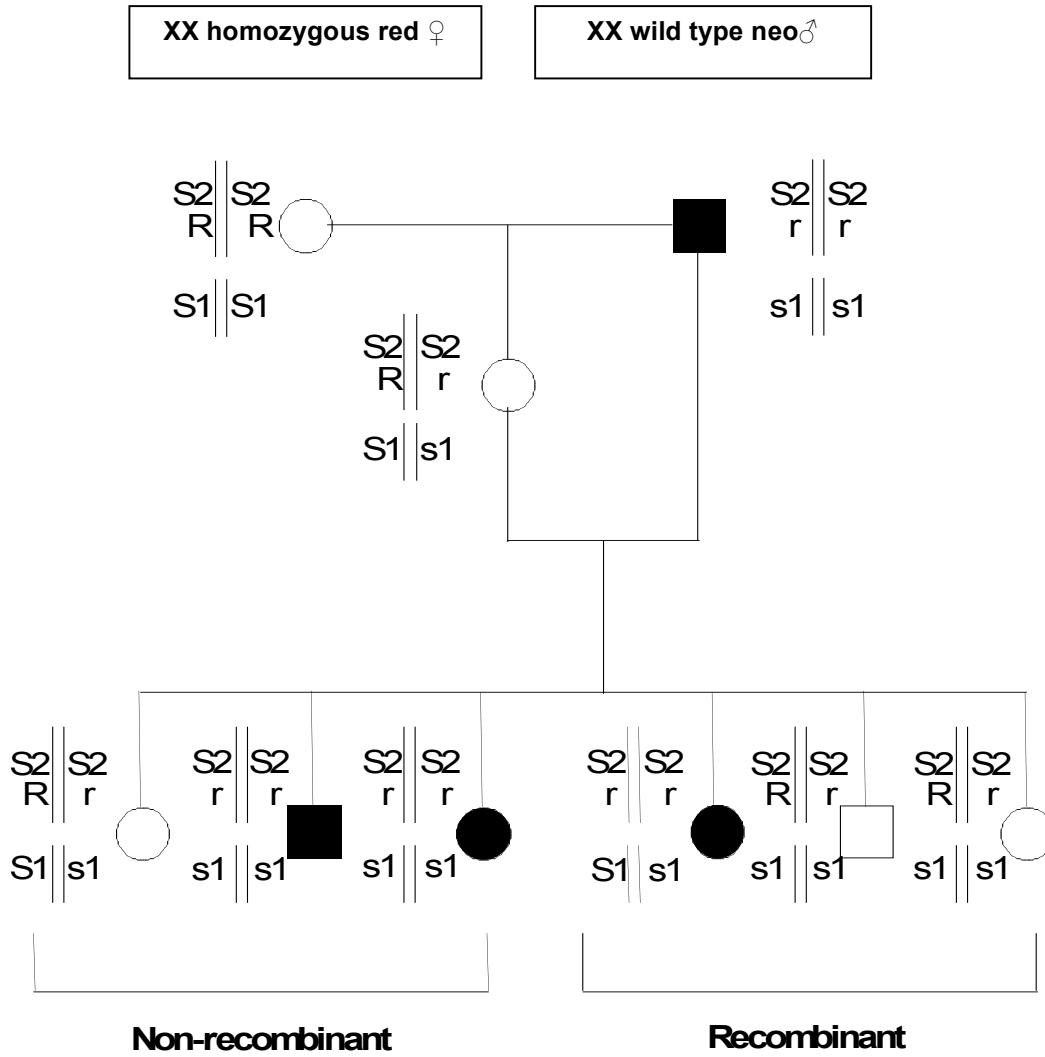 XX homozygous red ♀
XX wild type neo♂
S2 S2
R R
S1 S1
S2 S2
r r
s1 s1
S2 S2
R r
S1 s1
S2 S2
R r
S1 s1
S2 S2
r r
s1 s1
S2 S2
r r
s1 s1
S2 S2
r r
S1 s1
S2 S2
R r
s1 s1
S2 S2
R r
s1 s1
Non-recombinant
Recombinant